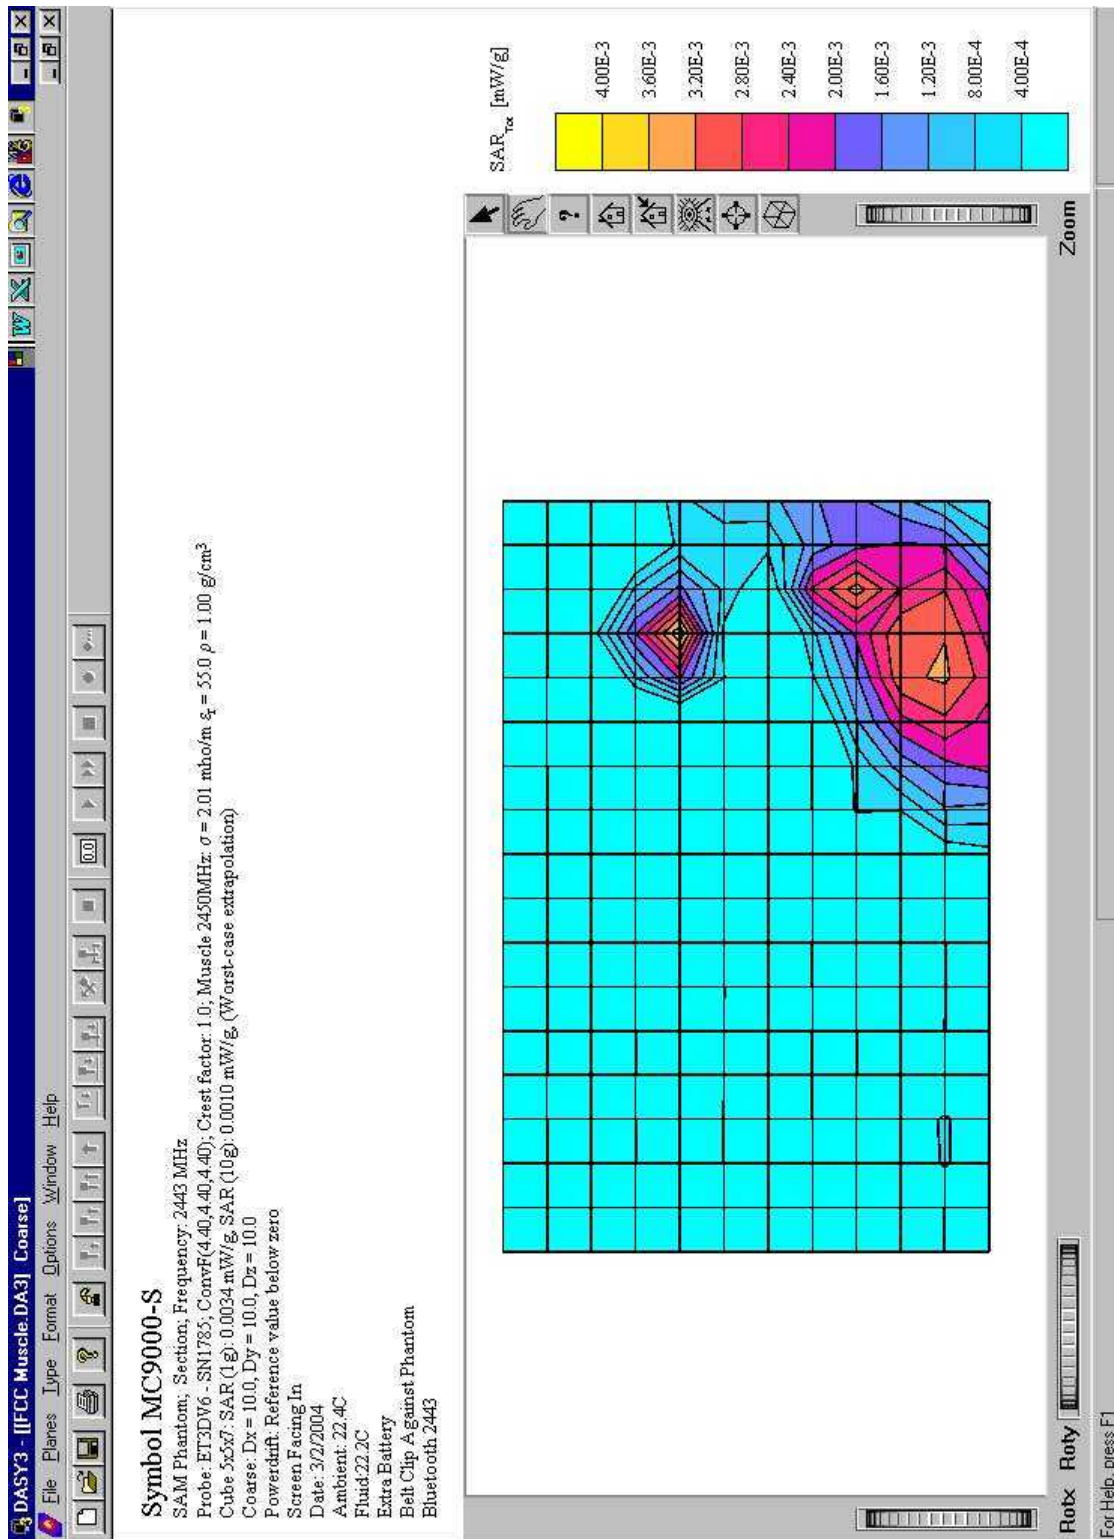 DASY3 - [[FCC Muscle.DA3] Coarse]
File Planes Type Format Options Window Help
Symbol MC9000-S
SAM Phantom; Section; Frequency: 2443 MHz
Probe: ET3DV6 - SN1785; ConvF(4.40,4.40,4.40); Crest factor: 1.0; Muscle 2450MHz: σ = 2.01 mho/m εr = 55.0 ρ = 1.00 g/cm³
Cube 5x5x7: SAR (1g): 0.0034 mW/g, SAR (10g): 0.0010 mW/g, (Worst-case extrapolation)
Coarse: Dx = 10.0, Dy = 10.0, Dz = 10.0
Powerdrift: Reference value below zero
Screen Facing In
Date: 3/2/2004
Ambient: 22.4C
Fluid:22.2C
Extra Battery
Belt Clip Against Phantom
Bluetooth 2443
SAR Tot [mW/g]
4.00E-3
3.60E-3
3.20E-3
2.80E-3
2.40E-3
2.00E-3
1.60E-3
1.20E-3
8.00E-4
4.00E-4
Rotx Roty Zoom
For Help, press F1